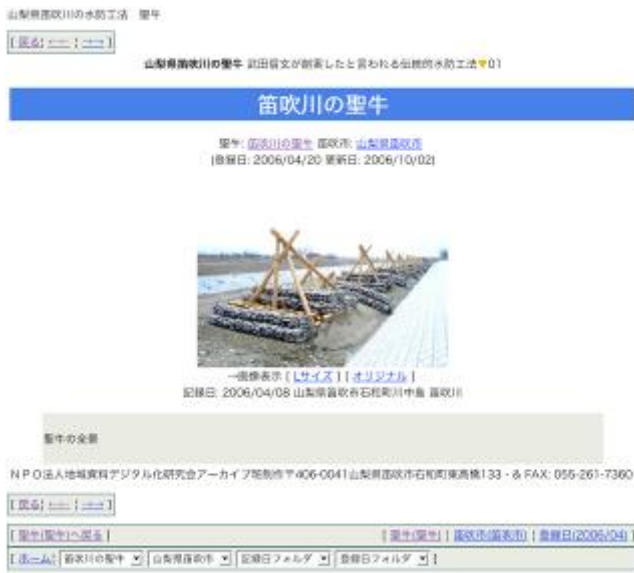 山梨県笛吹川の水防工法 聖牛
[ 戻る| ←− | −→ ]
山梨県笛吹川の聖牛 武田信玄が創案したと言われる伝統的水防工法▼01
笛吹川の聖牛
聖牛: 笛吹川の聖牛 笛吹市: 山梨県笛吹市
(登録日: 2006/04/20 更新日: 2006/10/02)
→画像表示 [ Lサイズ ] [ オリジナル ]
記録日: 2006/04/08 山梨県笛吹市石和町川中島 笛吹川
聖牛の全景
NPO法人地域資料デジタル化研究会アーカイブ班制作〒406-0041山梨県笛吹市石和町東高橋133 - & FAX: 055-261-7360
[ 戻る| ←− | −→ ]
[ 聖牛(聖牛)へ戻る ] [ 聖牛(聖牛) | 笛吹市(笛吹市) | 登録日(2006/04) ]
[ ホーム| 笛吹川の聖牛 山梨県笛吹市 記録日フォルダ 登録日フォルダ ]